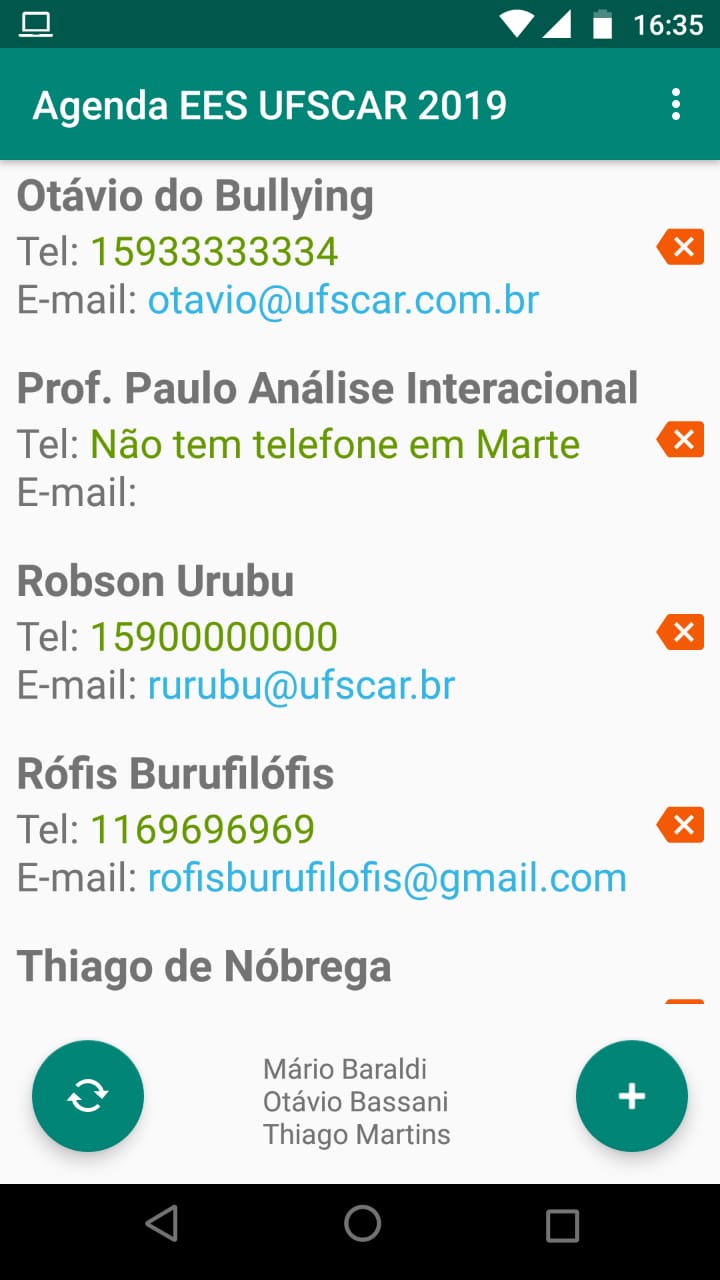 16:35
Agenda EES UFSCAR 2019
Otávio do Bullying
Tel: 15933333334
E-mail: otavio@ufscar.com.br
Prof. Paulo Análise Interacional
Tel: Não tem telefone em Marte
E-mail:
Robson Urubu
Tel: 15900000000
E-mail: rurubu@ufscar.br
Rófis Burufilófis
Tel: 1169696969
E-mail: rofisburufilofis@gmail.com
Thiago de Nóbrega
Mário Baraldi
Otávio Bassani
Thiago Martins